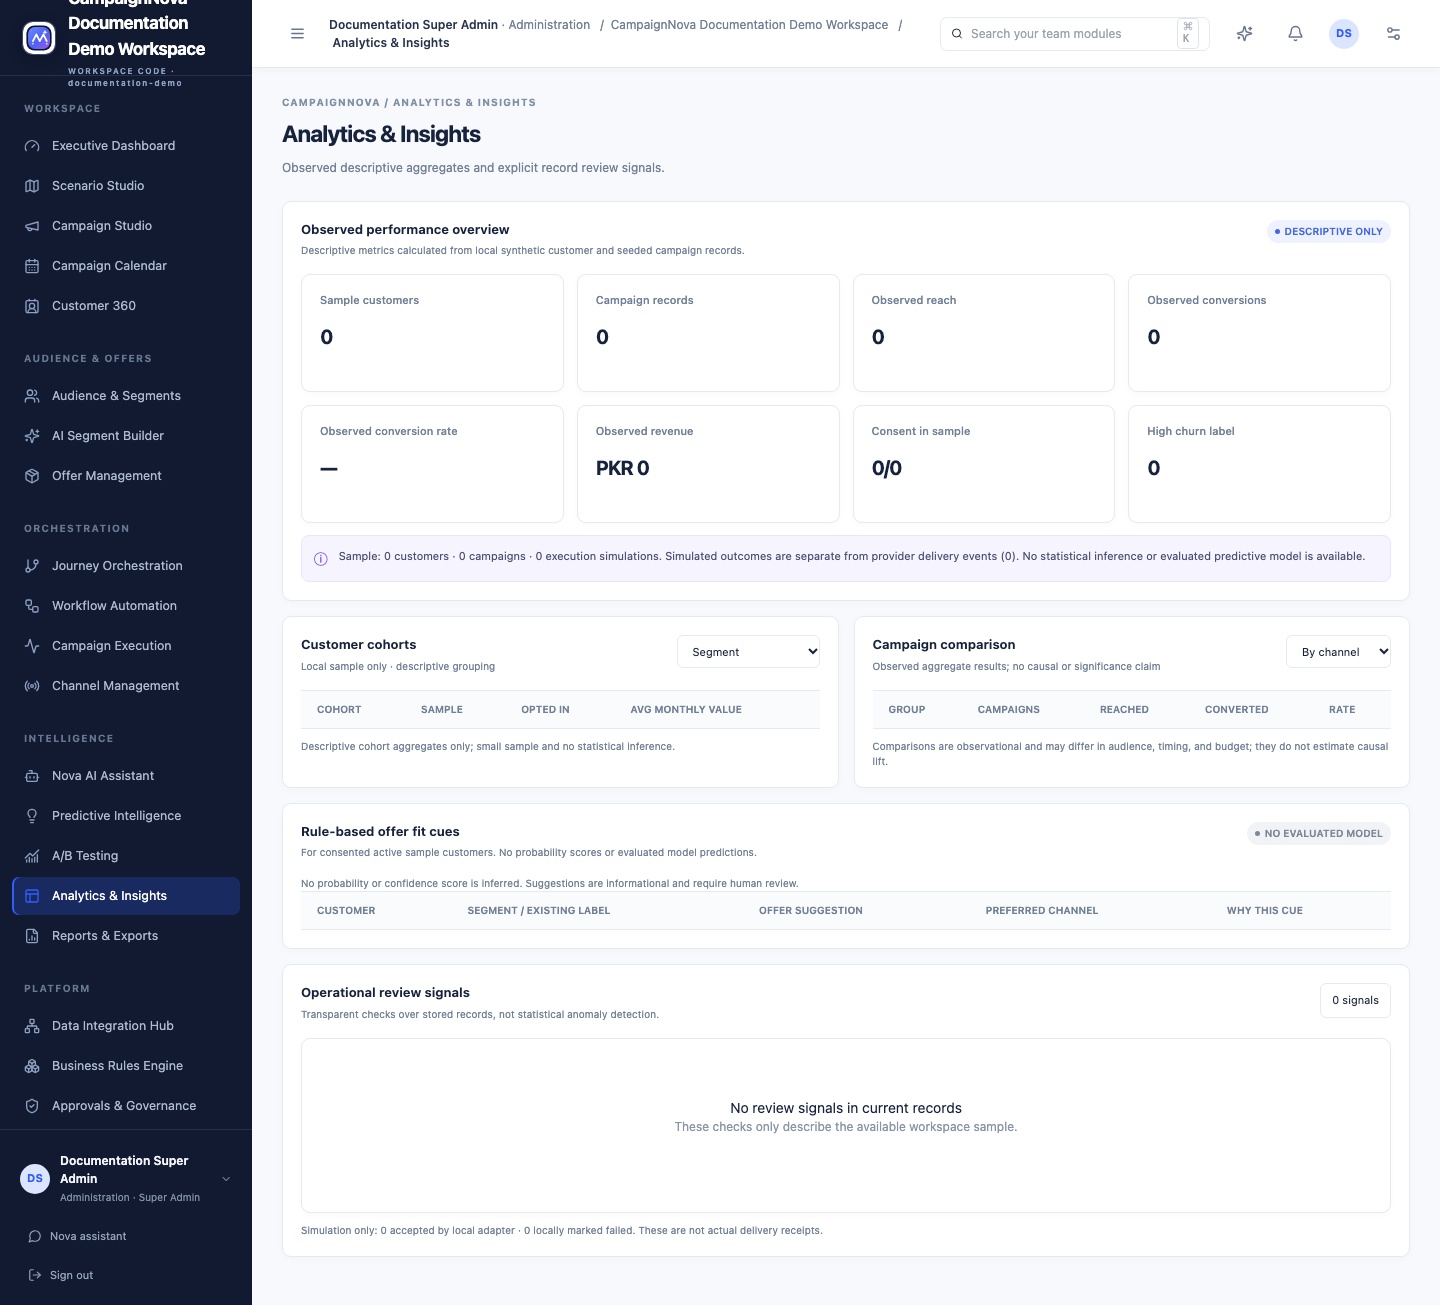 CampaignNova
Documentation
Demo Workspace
WORKSPACE CODE ·
documentation-demo
WORKSPACE
Executive Dashboard
Scenario Studio
Campaign Studio
Campaign Calendar
Customer 360
AUDIENCE & OFFERS
Audience & Segments
AI Segment Builder
Offer Management
ORCHESTRATION
Journey Orchestration
Workflow Automation
Campaign Execution
Channel Management
INTELLIGENCE
Nova AI Assistant
Predictive Intelligence
A/B Testing
Analytics & Insights
Reports & Exports
PLATFORM
Data Integration Hub
Business Rules Engine
Approvals & Governance
DS
Documentation Super
Admin
Administration · Super Admin
Nova assistant
Sign out
Documentation Super Admin · Administration / CampaignNova Documentation Demo Workspace /
Analytics & Insights
Search your team modules
⌘
K
DS
CAMPAIGNNOVA / ANALYTICS & INSIGHTS
Analytics & Insights
Observed descriptive aggregates and explicit record review signals.
Observed performance overview
DESCRIPTIVE ONLY
Descriptive metrics calculated from local synthetic customer and seeded campaign records.
Sample customers
0
Campaign records
0
Observed reach
0
Observed conversions
0
Observed conversion rate
—
Observed revenue
PKR 0
Consent in sample
0/0
High churn label
0
Sample: 0 customers · 0 campaigns · 0 execution simulations. Simulated outcomes are separate from provider delivery events (0). No statistical inference or evaluated predictive model is available.
Customer cohorts
Local sample only · descriptive grouping
Segment
COHORT SAMPLE OPTED IN AVG MONTHLY VALUE
Descriptive cohort aggregates only; small sample and no statistical inference.
Campaign comparison
Observed aggregate results; no causal or significance claim
By channel
GROUP CAMPAIGNS REACHED CONVERTED RATE
Comparisons are observational and may differ in audience, timing, and budget; they do not estimate causal
lift.
Rule-based offer fit cues
NO EVALUATED MODEL
For consented active sample customers. No probability scores or evaluated model predictions.
No probability or confidence score is inferred. Suggestions are informational and require human review.
CUSTOMER SEGMENT / EXISTING LABEL OFFER SUGGESTION PREFERRED CHANNEL WHY THIS CUE
Operational review signals
0 signals
Transparent checks over stored records, not statistical anomaly detection.
No review signals in current records
These checks only describe the available workspace sample.
Simulation only: 0 accepted by local adapter · 0 locally marked failed. These are not actual delivery receipts.